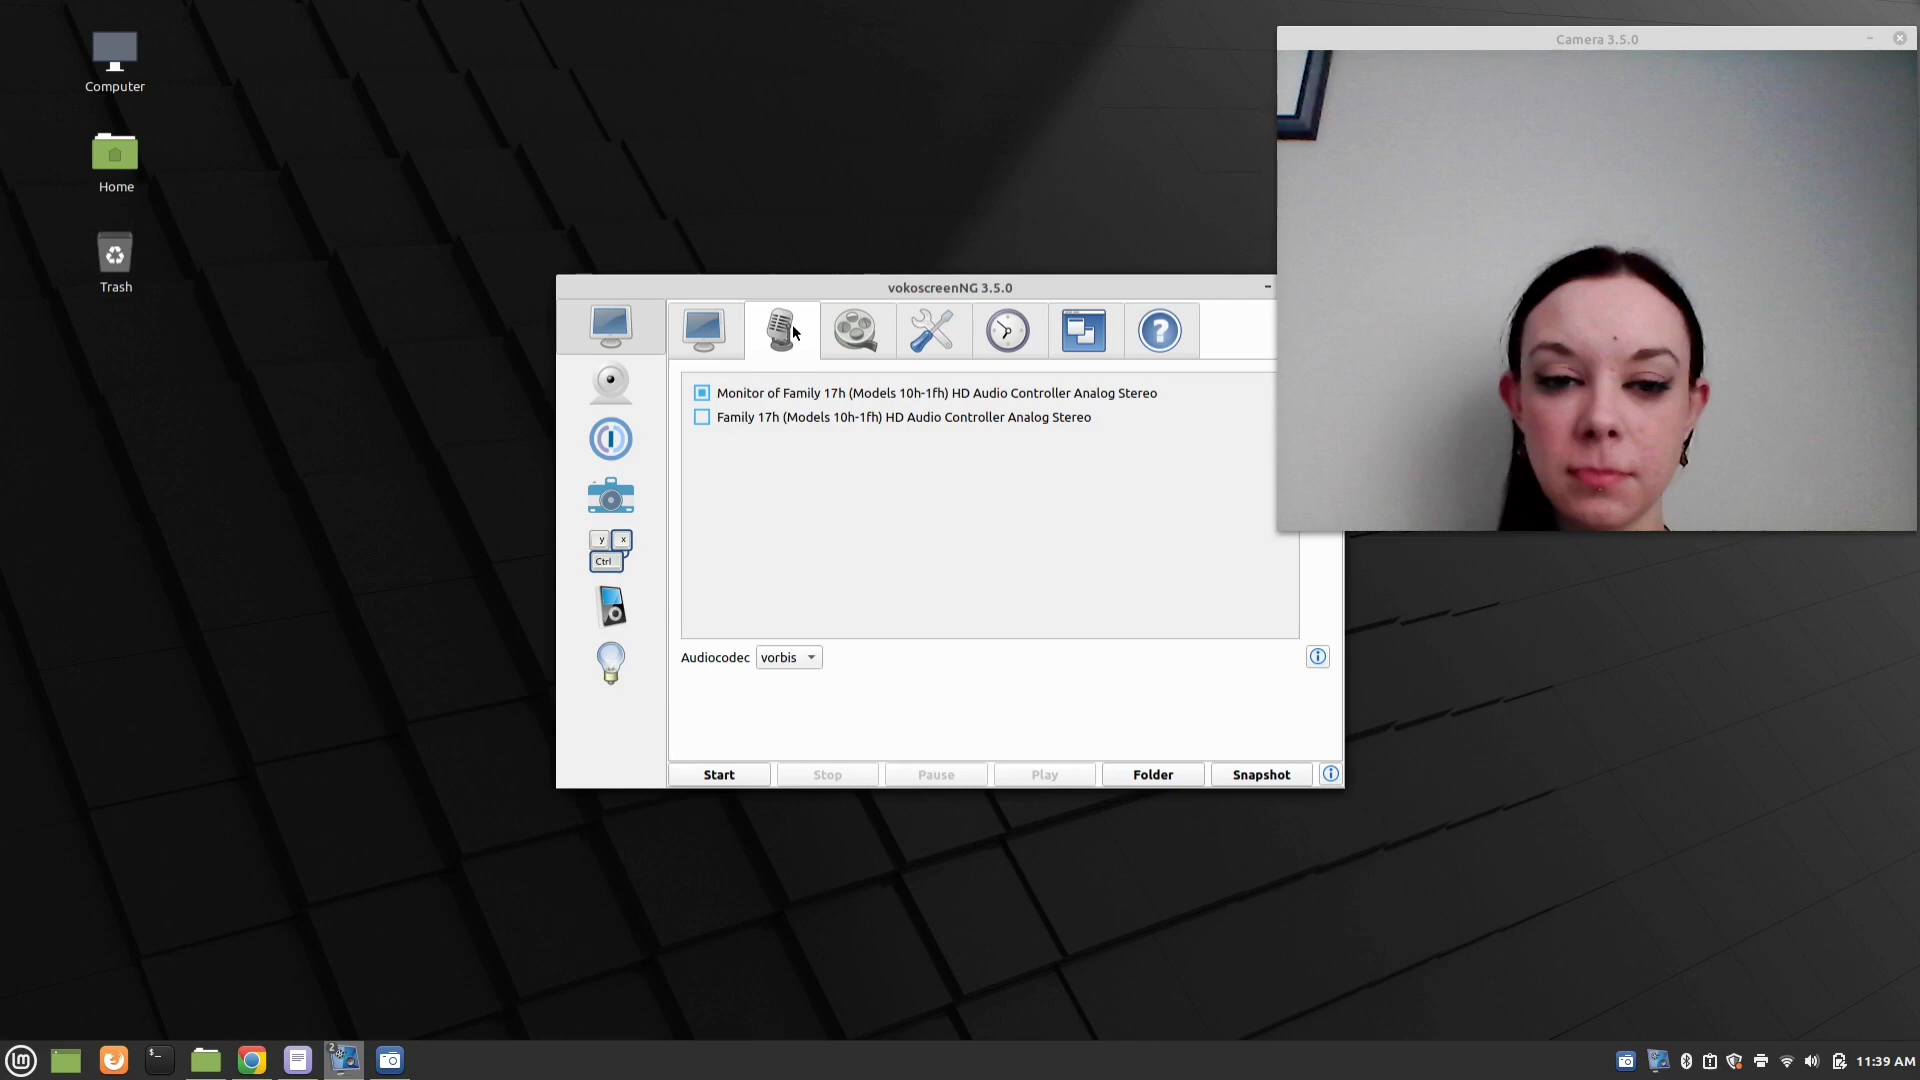 Computer
Home
Trash
Camera 3.5.0
vokoscreenNG 3.5.0
Monitor of Family 17h (Models 10h-1fh) HD Audio Controller Analog Stereo
Family 17h (Models 10h-1fh) HD Audio Controller Analog Stereo
y x
Ctrl
Audiocodec vorbis
Start Stop Pause Play Folder Snapshot
2
11:39 AM